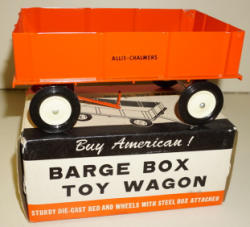 ALLIS-CHALMERS
Buy American!
BARGE BOX
TOY WAGON
STURDY DIE-CAST BED AND WHEELS WITH STEEL BOX ATTACHED